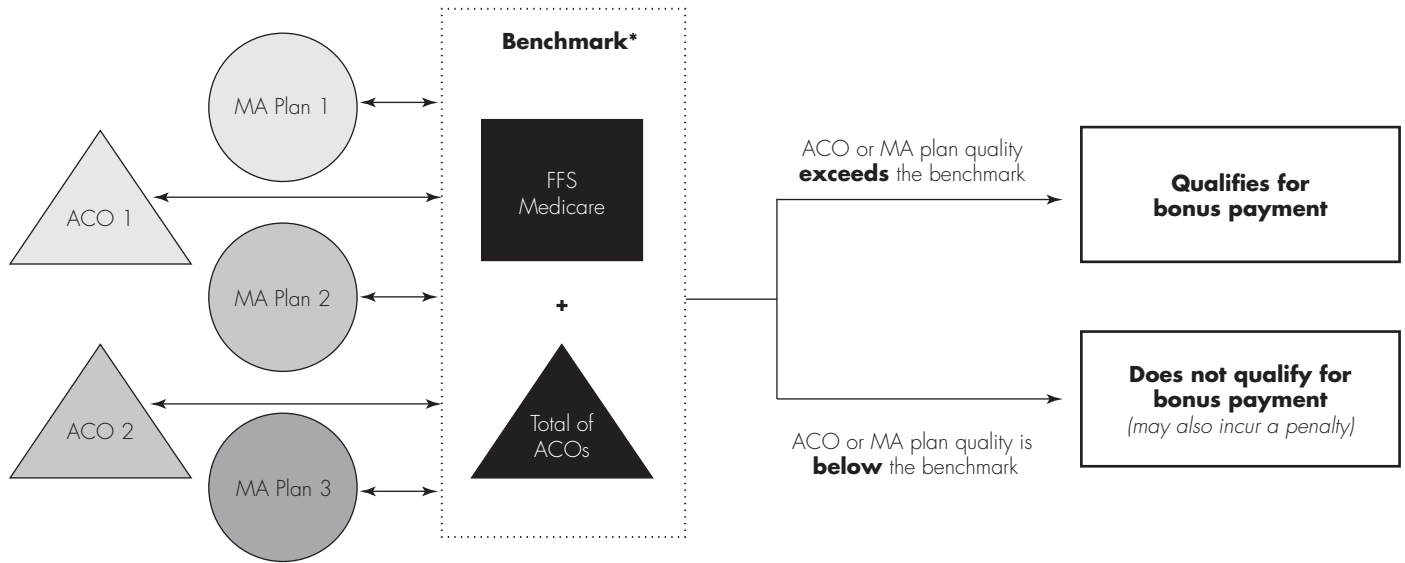 Benchmark*
MA Plan 1
ACO 1
MA Plan 2
ACO 2
MA Plan 3
FFS
Medicare
+
Total of
ACOs
ACO or MA plan quality
exceeds the benchmark
Qualifies for
bonus payment
ACO or MA plan quality is
below the benchmark
Does not qualify for
bonus payment
(may also incur a penalty)